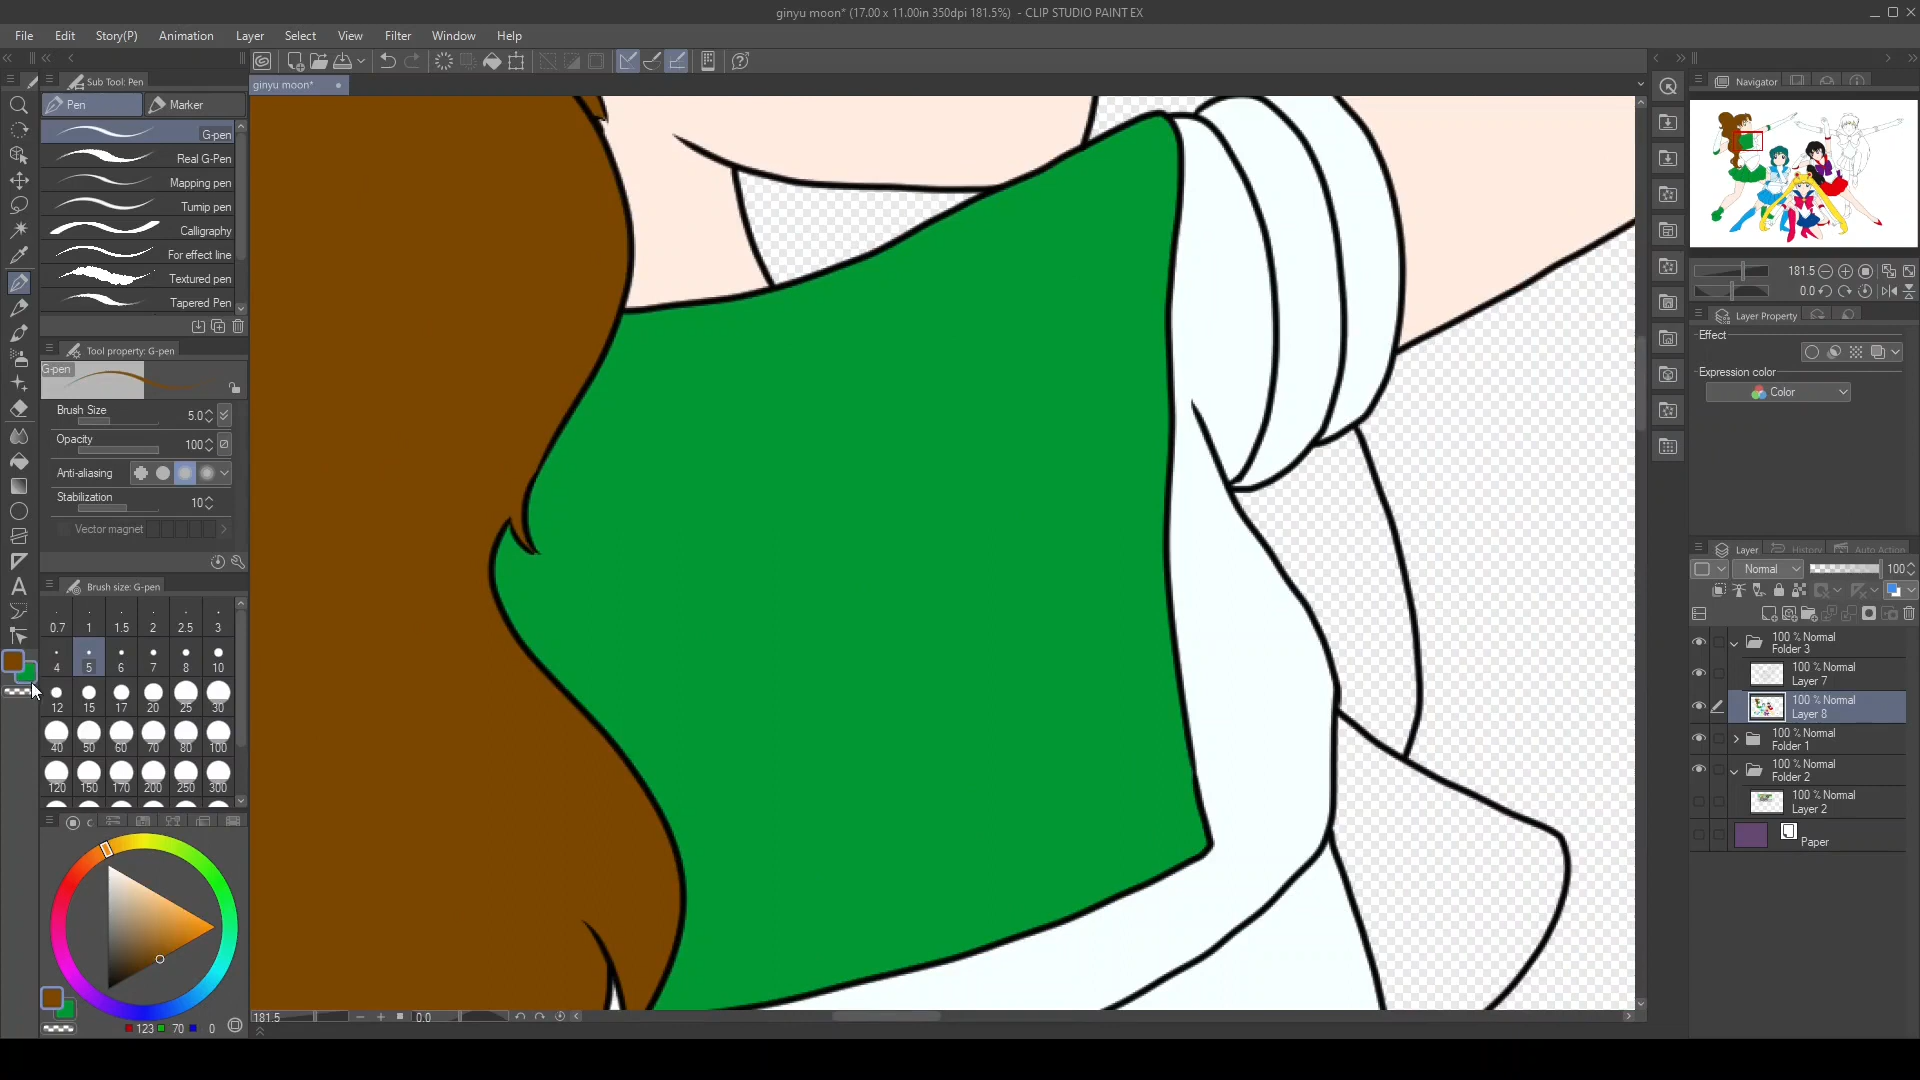 ginyu moon* (17.00 x 11.00in 350dpi 181.5%) - CLIP STUDIO PAINT EX
File Edit Story(P) Animation Layer Select View Filter Window Help
Sub Tool: Pen
ginyu moon*
Navigator
Pen Marker
G-pen
Real G-Pen
Mapping pen
Turnip pen
Calligraphy
For effect line
Textured pen
Tapered Pen
181.5
0.0
Tool property: G-pen
G-pen
Brush Size 5.0
Opacity 100
Anti-aliasing
Stabilization 10
Vector magnet
Layer Property
Effect
Expression color
Color
Brush size: G-pen
0.7 1 1.5 2 2.5 3
4 5 6 7 8 10
12 15 17 20 25 30
40 50 60 70 80 100
120 150 170 200 250 300
Layer History Auto Action
Normal 100
100 % Normal
Folder 3
100 % Normal
Layer 7
100 % Normal
Layer 8
100 % Normal
Folder 1
100 % Normal
Folder 2
100 % Normal
Layer 2
Paper
A
C
123 70 0
181.5 0.0